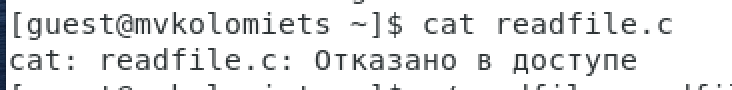 [guest@mvkolomiets ~]$ cat readfile.c
cat: readfile.c: Отказано в доступе